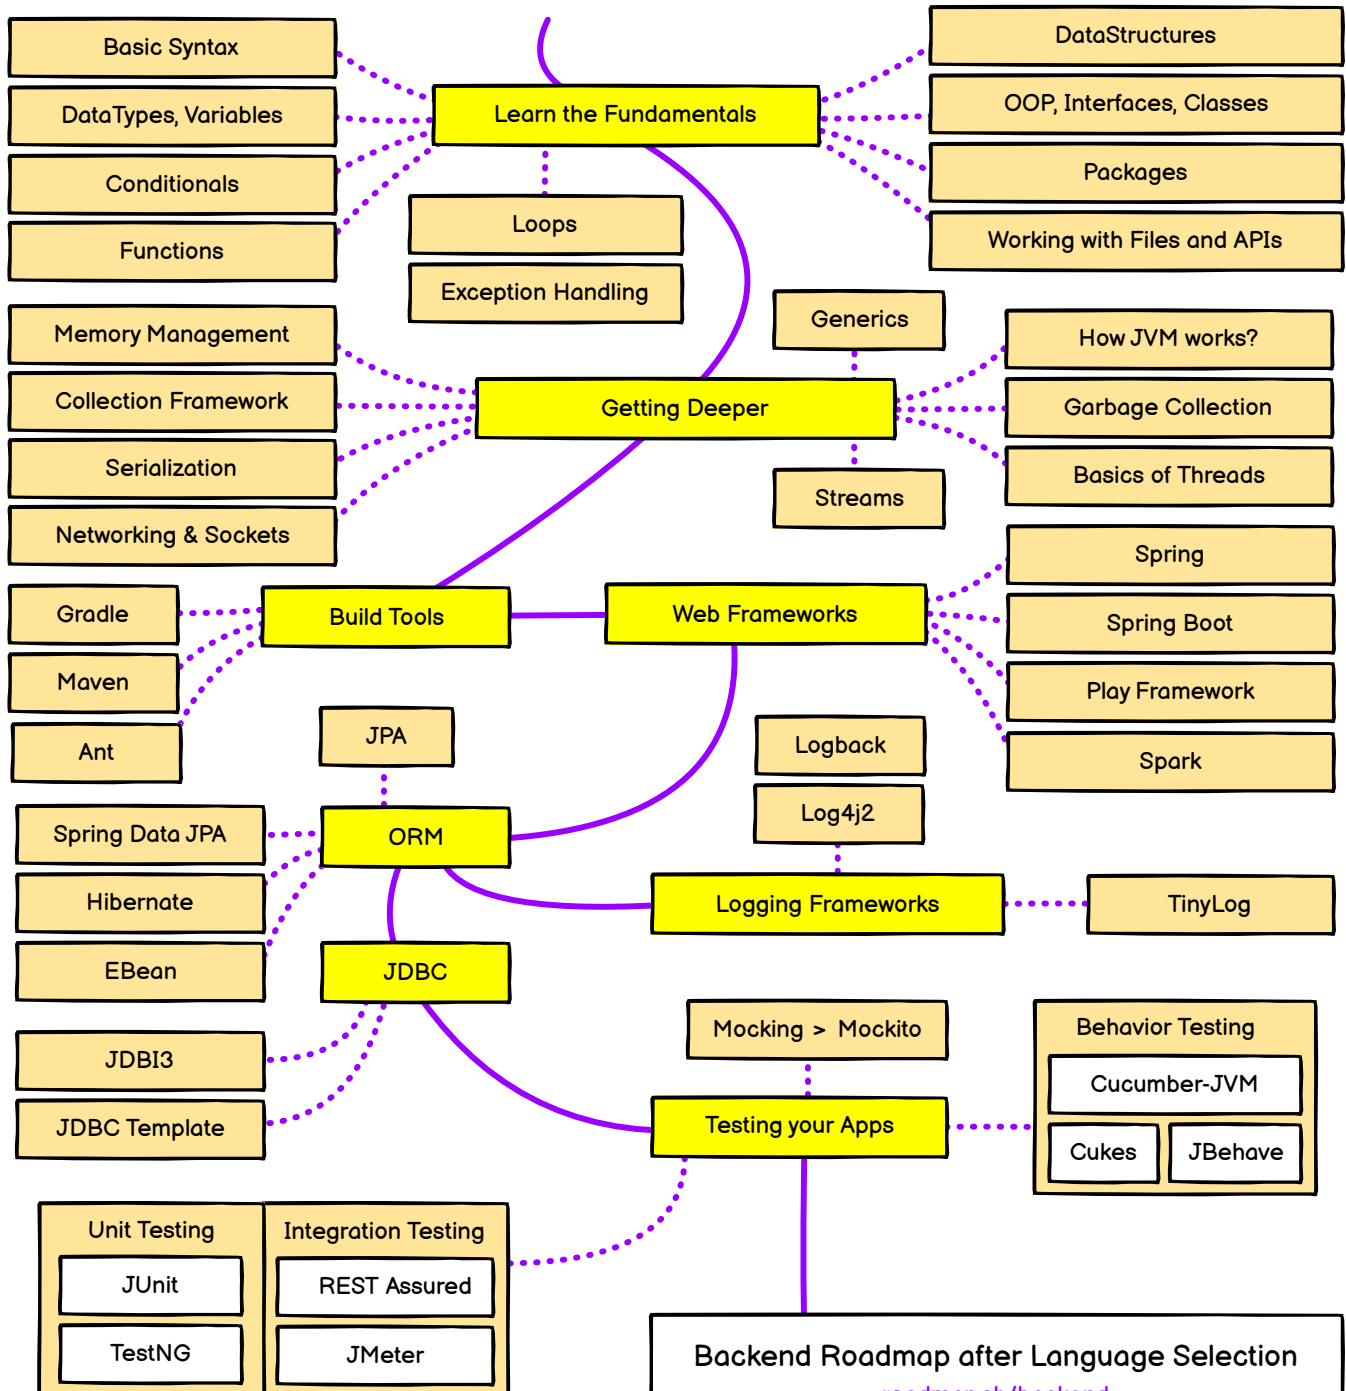 Basic Syntax
DataTypes, Variables
Conditionals
Functions
Learn the Fundamentals
Loops
Exception Handling
DataStructures
OOP, Interfaces, Classes
Packages
Working with Files and APIs
Memory Management
Collection Framework
Serialization
Networking & Sockets
Generics
Getting Deeper
Streams
How JVM works?
Garbage Collection
Basics of Threads
Gradle
Maven
Ant
Build Tools
Web Frameworks
Spring
Spring Boot
Play Framework
Spark
JPA
Spring Data JPA
Hibernate
EBean
ORM
Logback
Log4j2
Logging Frameworks
TinyLog
JDBC
JDBI3
JDBC Template
Mocking > Mockito
Testing your Apps
Behavior Testing
Cucumber-JVM
Cukes
JBehave
Unit Testing
JUnit
TestNG
Integration Testing
REST Assured
JMeter
Backend Roadmap after Language Selection
roadmap.sh/backend